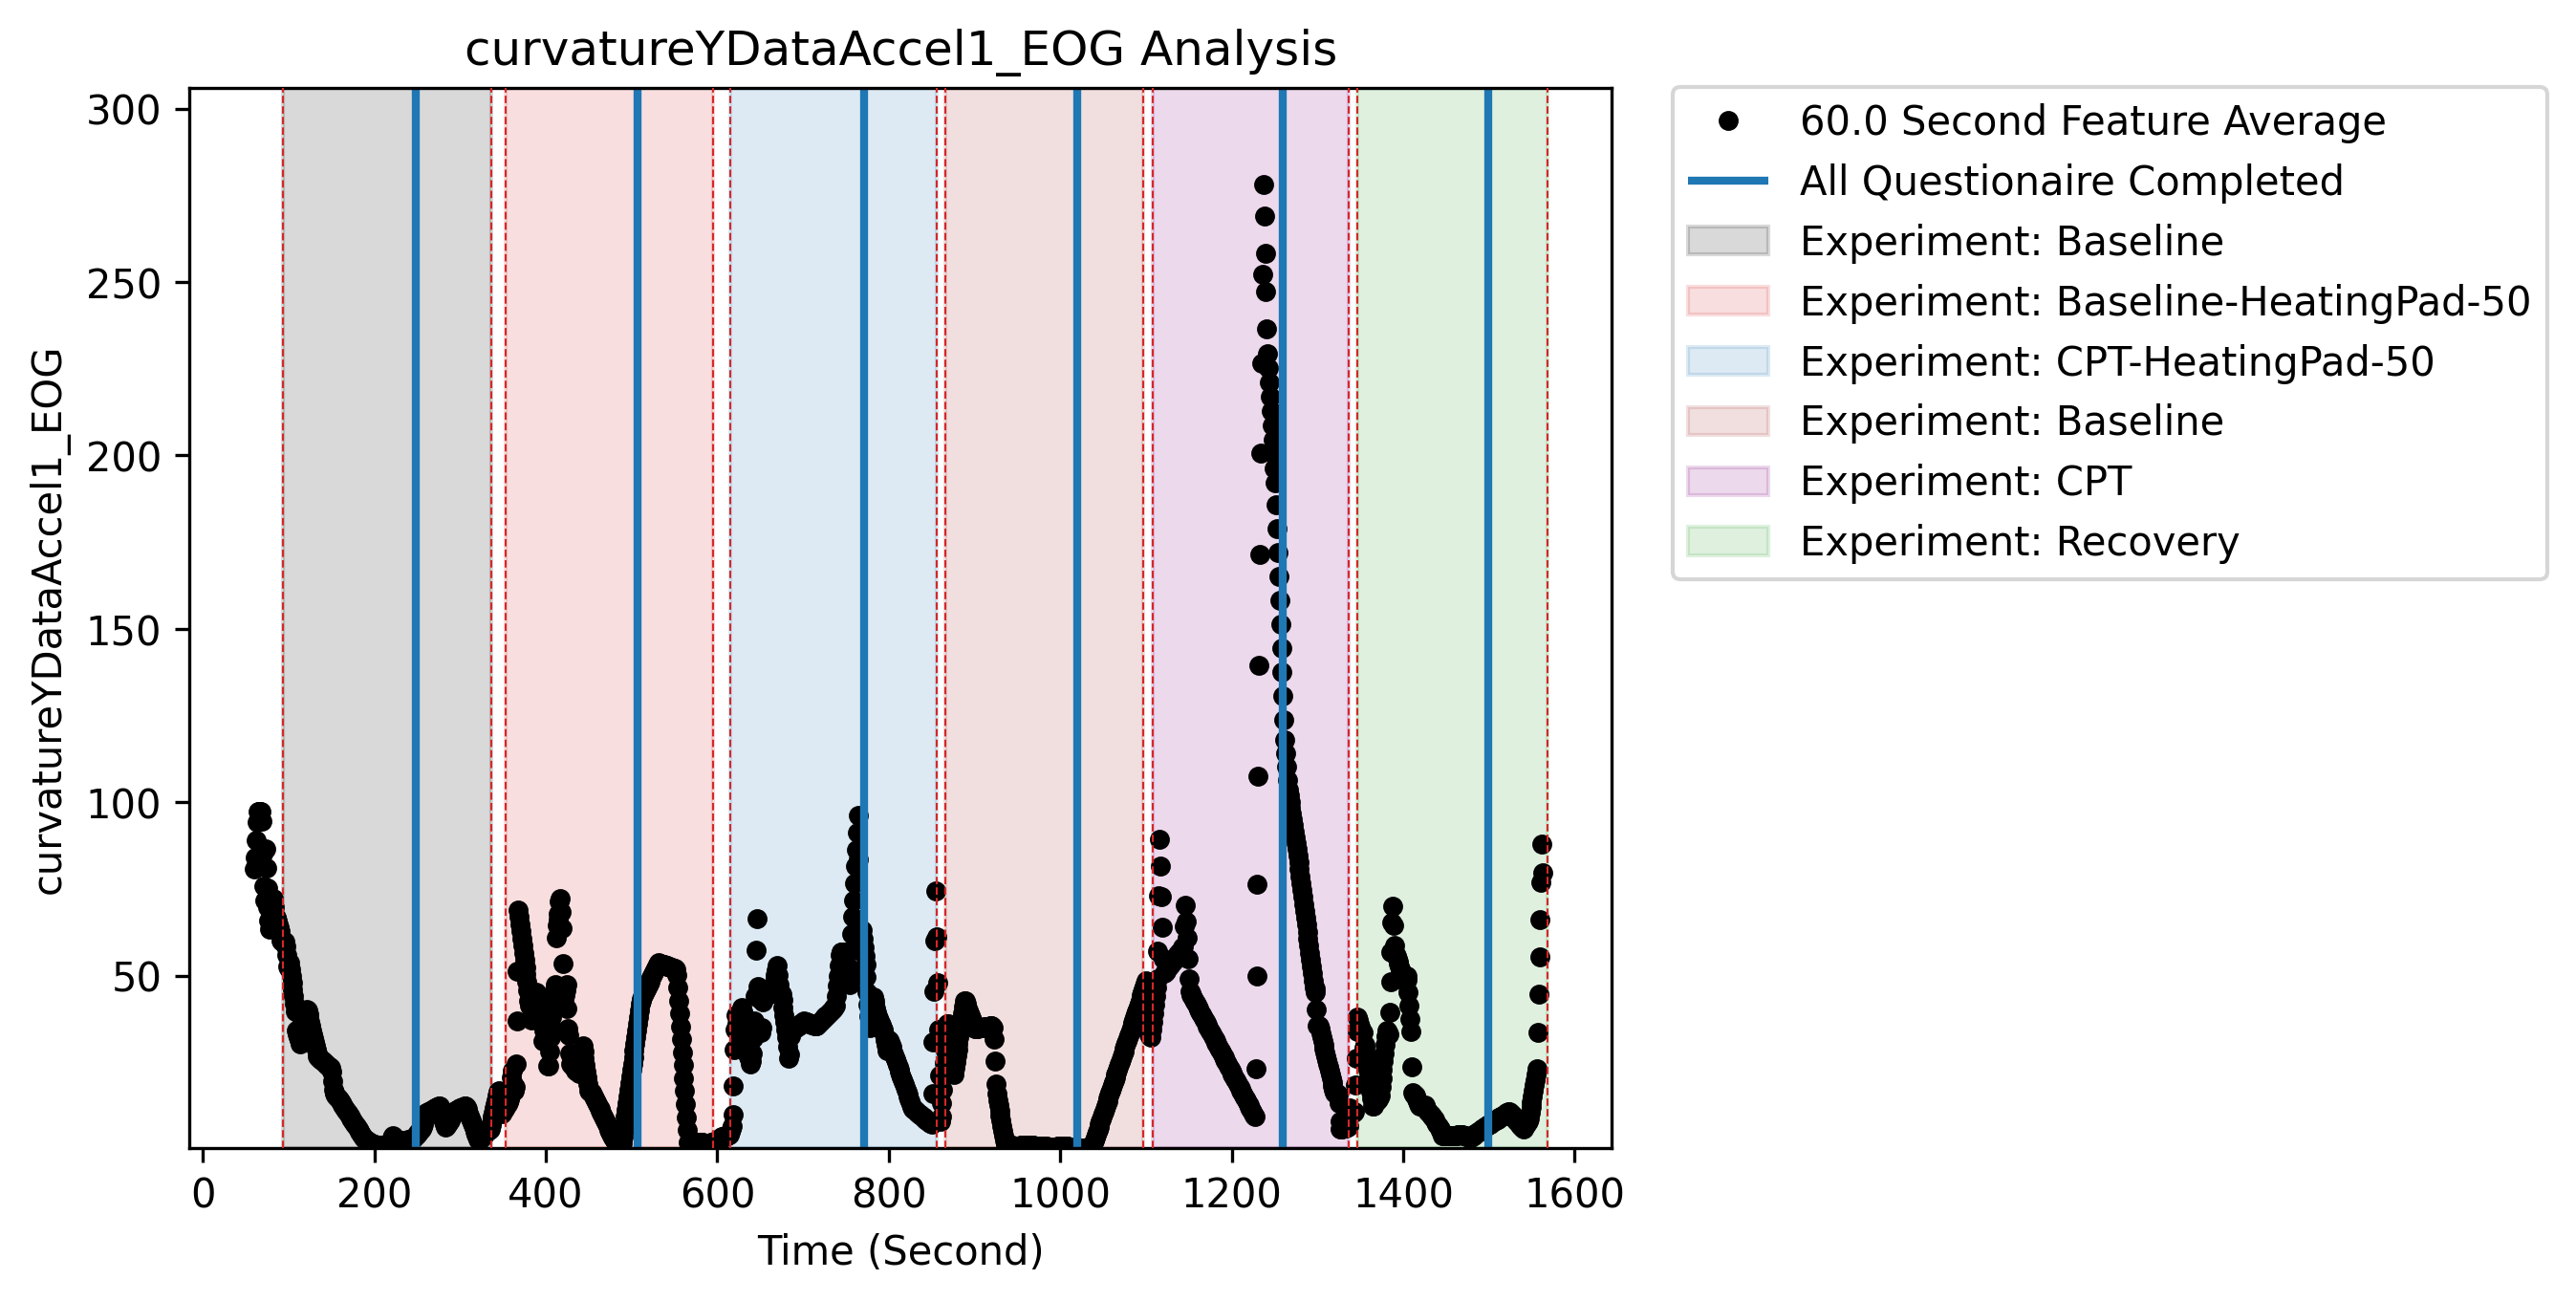 curvatureYDataAccel1_EOG Analysis
300
250
200
150
100
50
curvatureYDataAccel1_EOG
0 200 400 600 800 1000 1200 1400 1600
Time (Second)
60.0 Second Feature Average
All Questionaire Completed
Experiment: Baseline
Experiment: Baseline-HeatingPad-50
Experiment: CPT-HeatingPad-50
Experiment: Baseline
Experiment: CPT
Experiment: Recovery